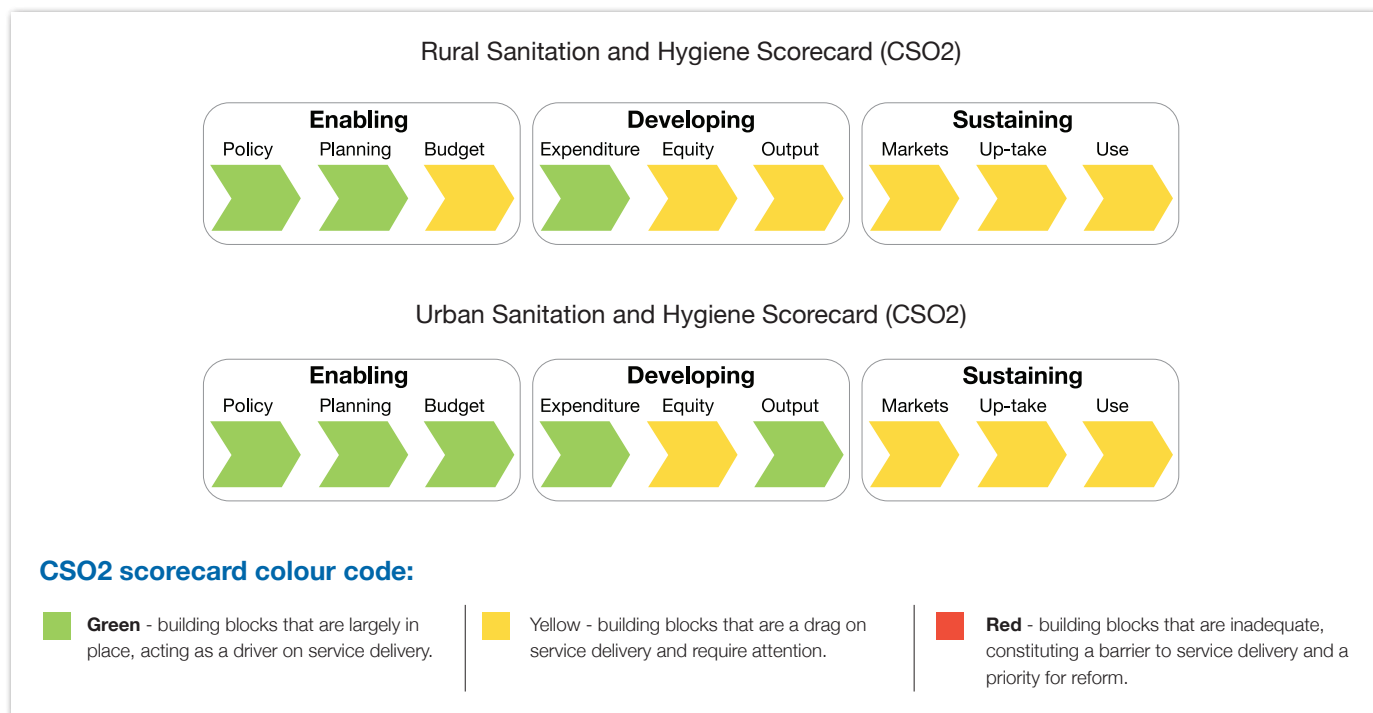 Rural Sanitation and Hygiene Scorecard (CSO2)
Enabling
Developing
Sustaining
Policy
Planning
Budget
Expenditure
Equity
Output
Markets
Up-take
Use
Urban Sanitation and Hygiene Scorecard (CSO2)
Enabling
Developing
Sustaining
Policy
Planning
Budget
Expenditure
Equity
Output
Markets
Up-take
Use
CSO2 scorecard colour code:
Green - building blocks that are largely in
place, acting as a driver on service delivery.
Yellow - building blocks that are a drag on
service delivery and require attention.
Red - building blocks that are inadequate,
constituting a barrier to service delivery and a
priority for reform.